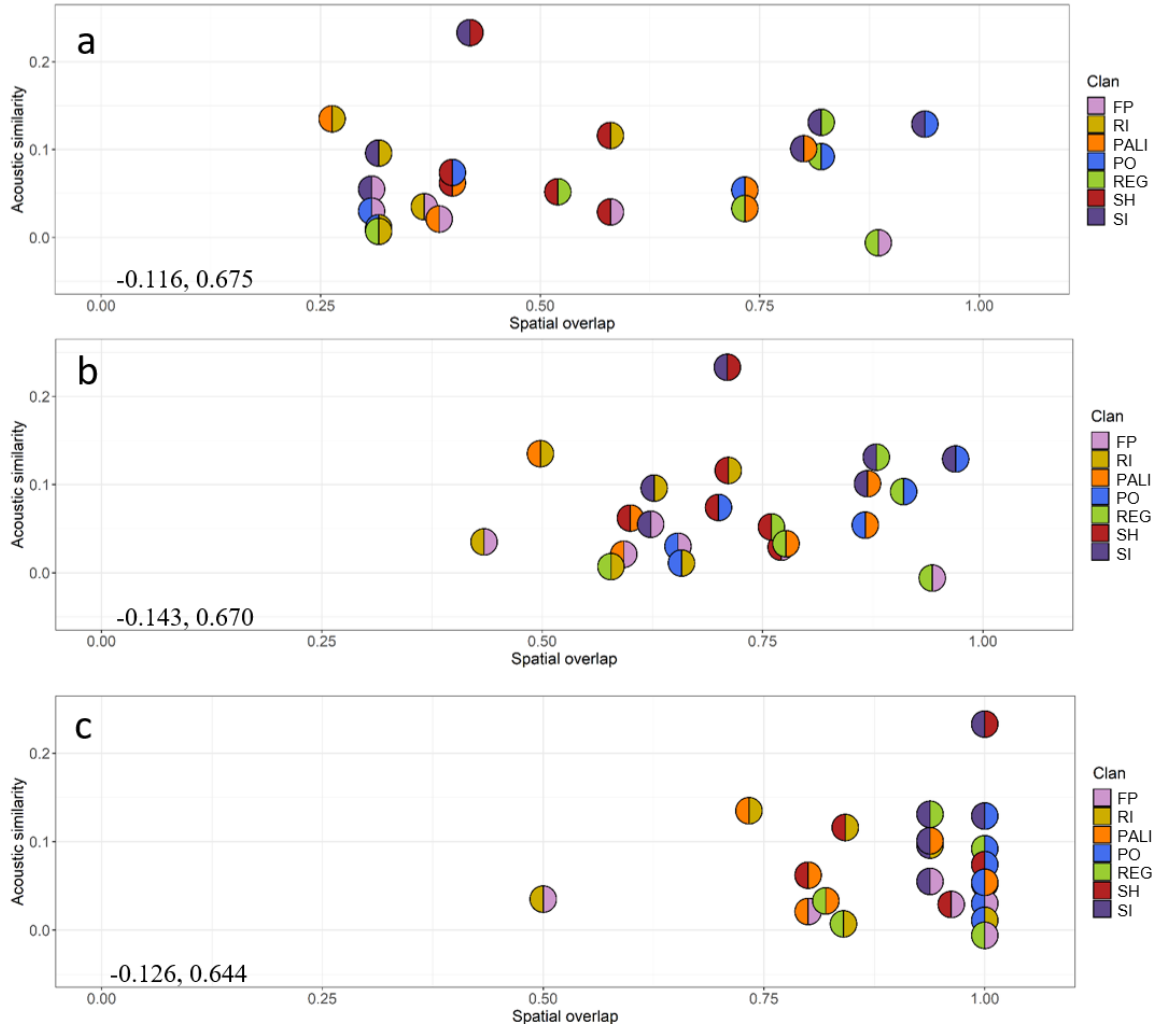 a
Acoustic similarity
0.2
0.1
0.0
-0.116, 0.675
0.00 0.25 0.50 0.75 1.00
Spatial overlap
Clan
FP
RI
PALI
PO
REG
SH
SI
b
Acoustic similarity
0.2
0.1
0.0
-0.143, 0.670
0.00 0.25 0.50 0.75 1.00
Spatial overlap
Clan
FP
RI
PALI
PO
REG
SH
SI
c
Acoustic similarity
0.2
0.1
0.0
-0.126, 0.644
0.00 0.25 0.50 0.75 1.00
Spatial overlap
Clan
FP
RI
PALI
PO
REG
SH
SI